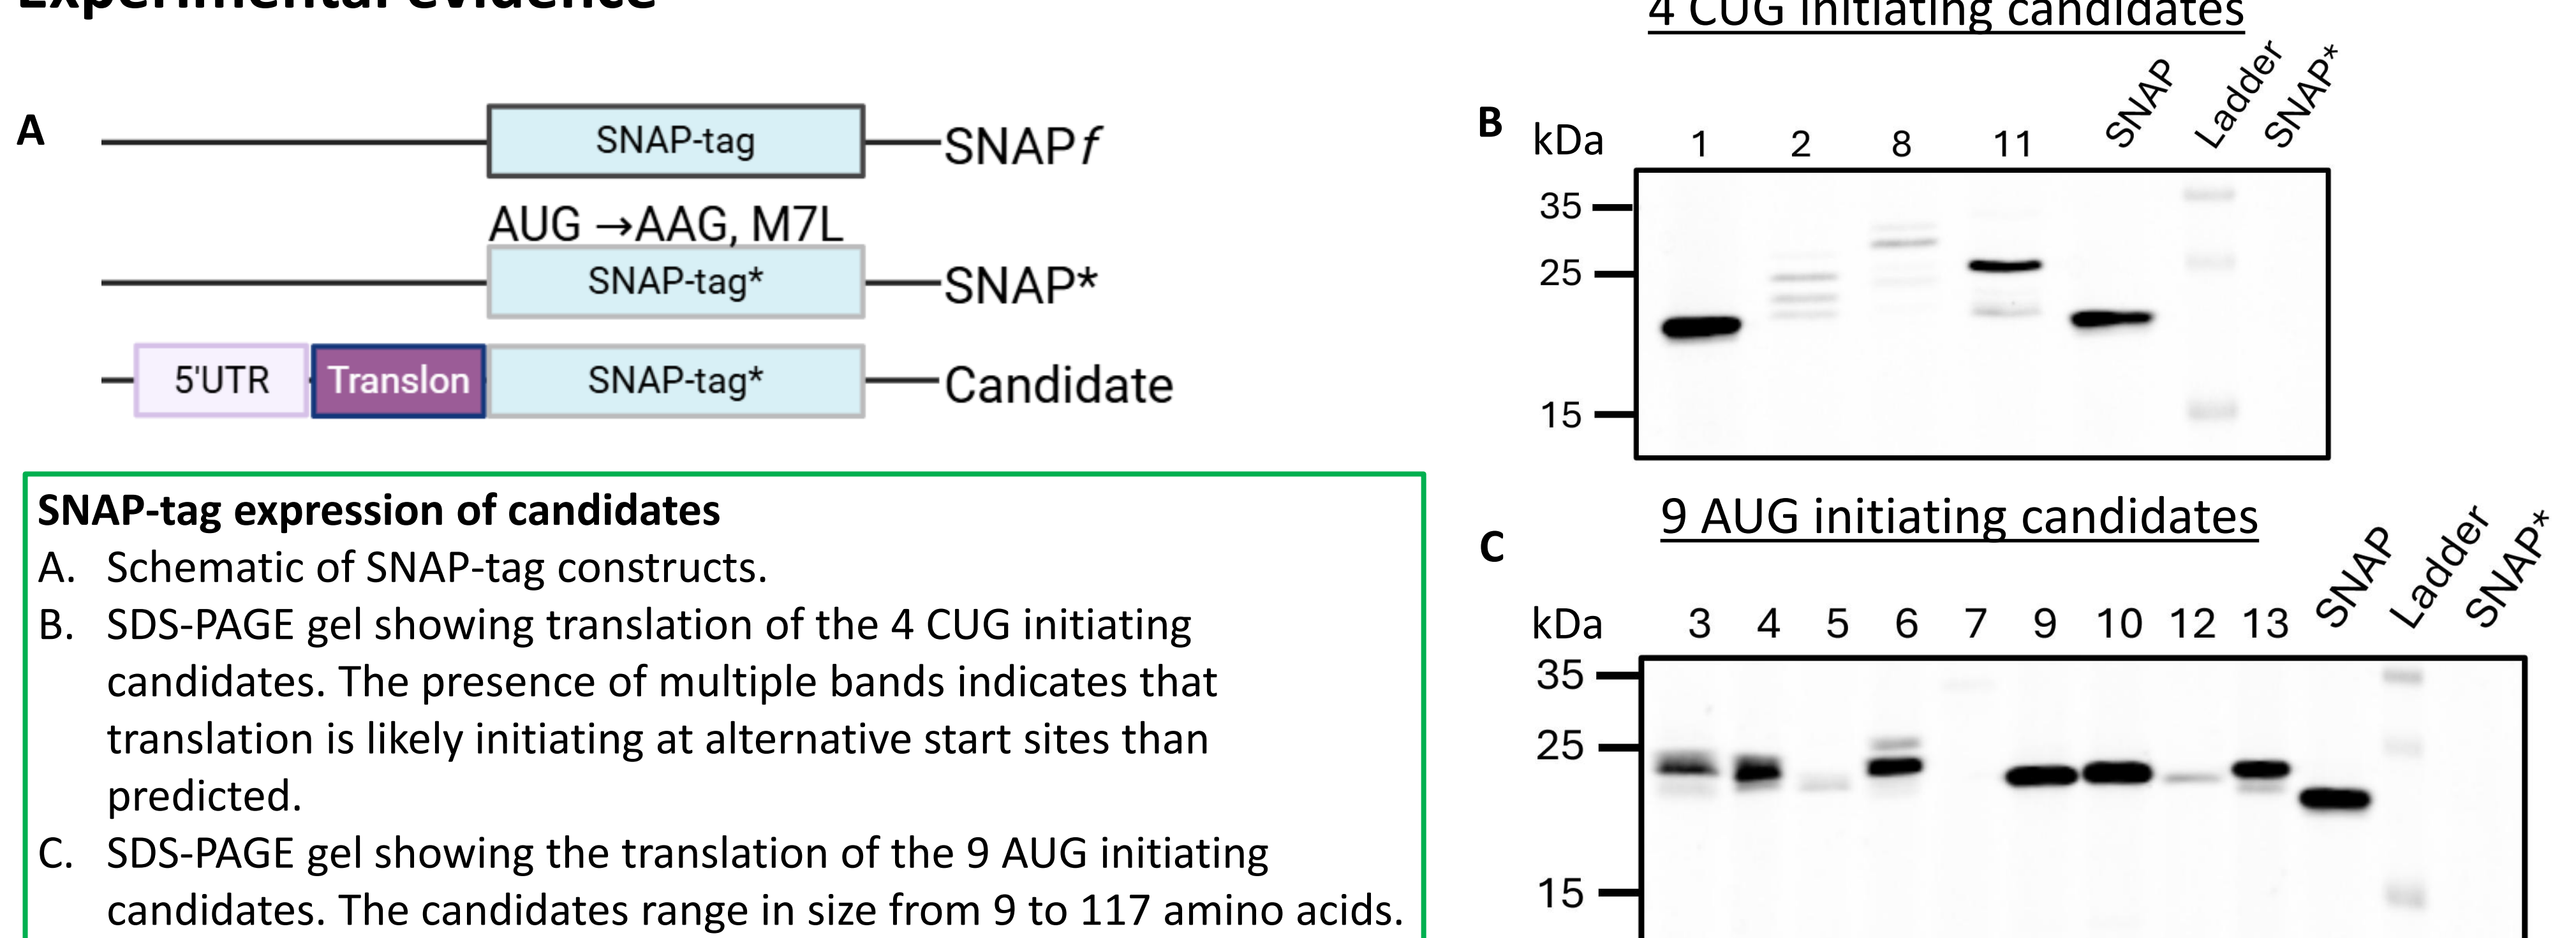 Experimental evidence
A
SNAP-tag
SNAPf
AUG →AAG, M7L
SNAP-tag*
SNAP*
5'UTR
Translon
SNAP-tag*
Candidate
SNAP-tag expression of candidates
A. Schematic of SNAP-tag constructs.
B. SDS-PAGE gel showing translation of the 4 CUG initiating
candidates. The presence of multiple bands indicates that
translation is likely initiating at alternative start sites than
predicted.
C. SDS-PAGE gel showing the translation of the 9 AUG initiating
candidates. The candidates range in size from 9 to 117 amino acids.
4 CUG initiating candidates
B
kDa 1 2 8 11 SNAP Ladder SNAP*
35
25
15
9 AUG initiating candidates
C
kDa 3 4 5 6 7 9 10 12 13 SNAP Ladder SNAP*
35
25
15